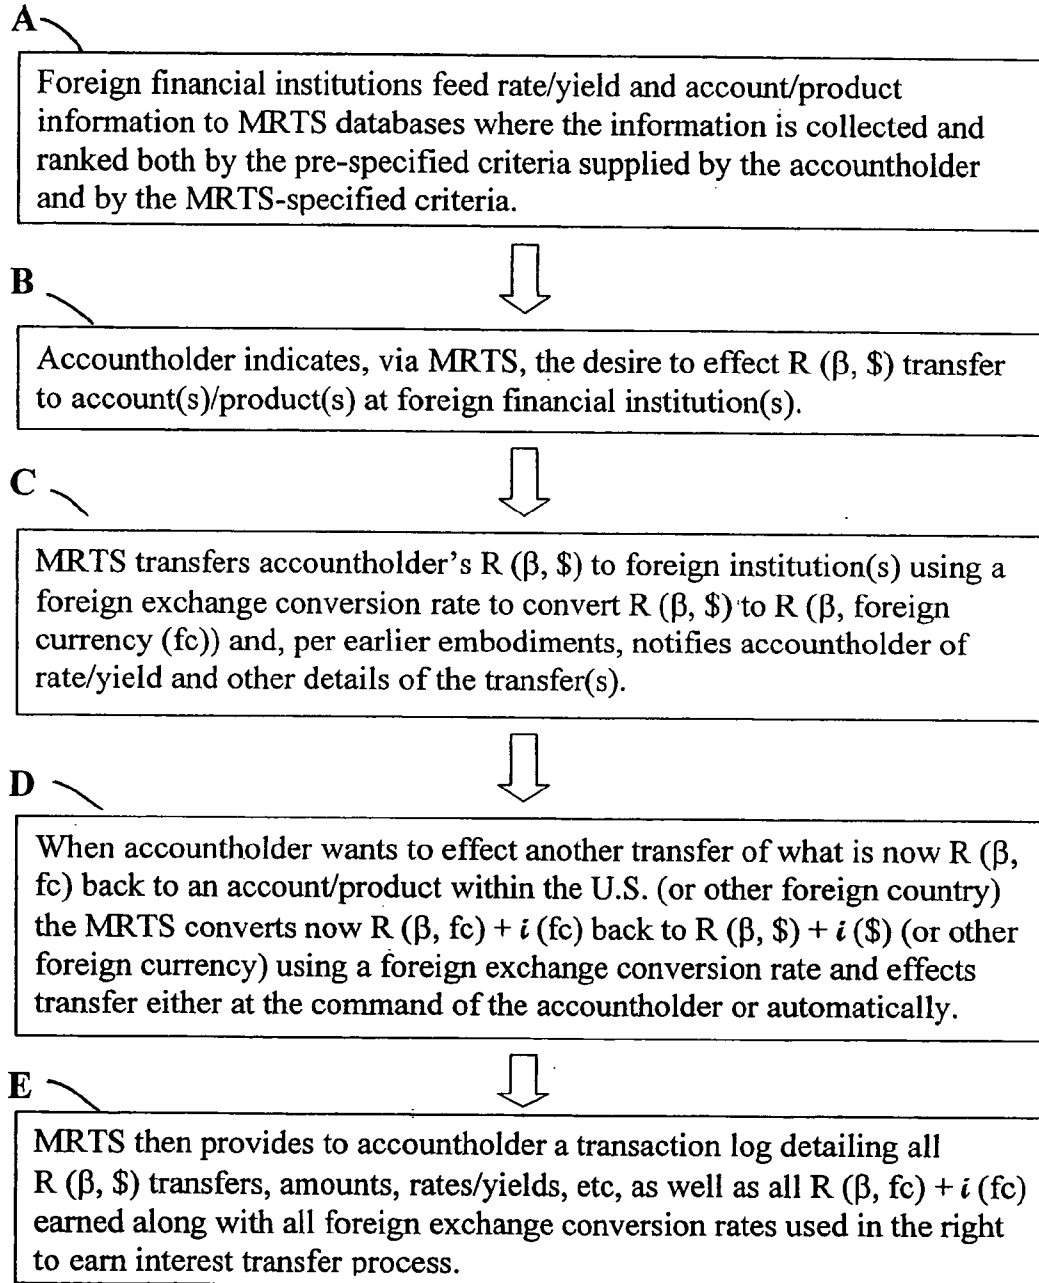 A
Foreign financial institutions feed rate/yield and account/product
information to MRTS databases where the information is collected and
ranked both by the pre-specified criteria supplied by the accountholder
and by the MRTS-specified criteria.
B
Accountholder indicates, via MRTS, the desire to effect R (β, $) transfer
to account(s)/product(s) at foreign financial institution(s).
C
MRTS transfers accountholder's R (β, $) to foreign institution(s) using a
foreign exchange conversion rate to convert R (β, $) to R (β, foreign
currency (fc)) and, per earlier embodiments, notifies accountholder of
rate/yield and other details of the transfer(s).
D
When accountholder wants to effect another transfer of what is now R (β,
fc) back to an account/product within the U.S. (or other foreign country)
the MRTS converts now R (β, fc) + i (fc) back to R (β, $) + i ($) (or other
foreign currency) using a foreign exchange conversion rate and effects
transfer either at the command of the accountholder or automatically.
E
MRTS then provides to accountholder a transaction log detailing all
R (β, $) transfers, amounts, rates/yields, etc, as well as all R (β, fc) + i (fc)
earned along with all foreign exchange conversion rates used in the right
to earn interest transfer process.